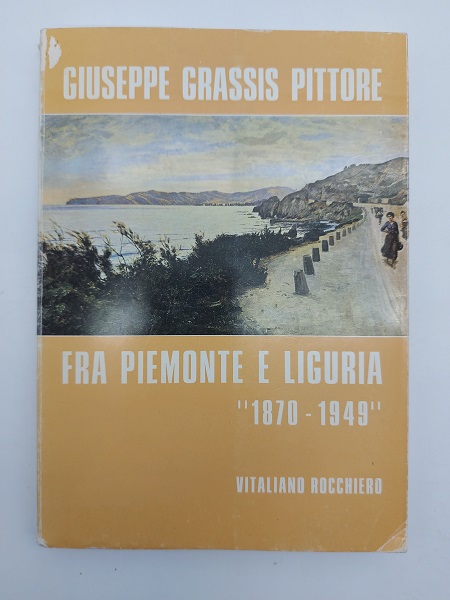 GIUSEPPE GRASSIS PITTORE
FRA PIEMONTE E LIGURIA
"1870 - 1949"
VITALIANO ROCCHIERO